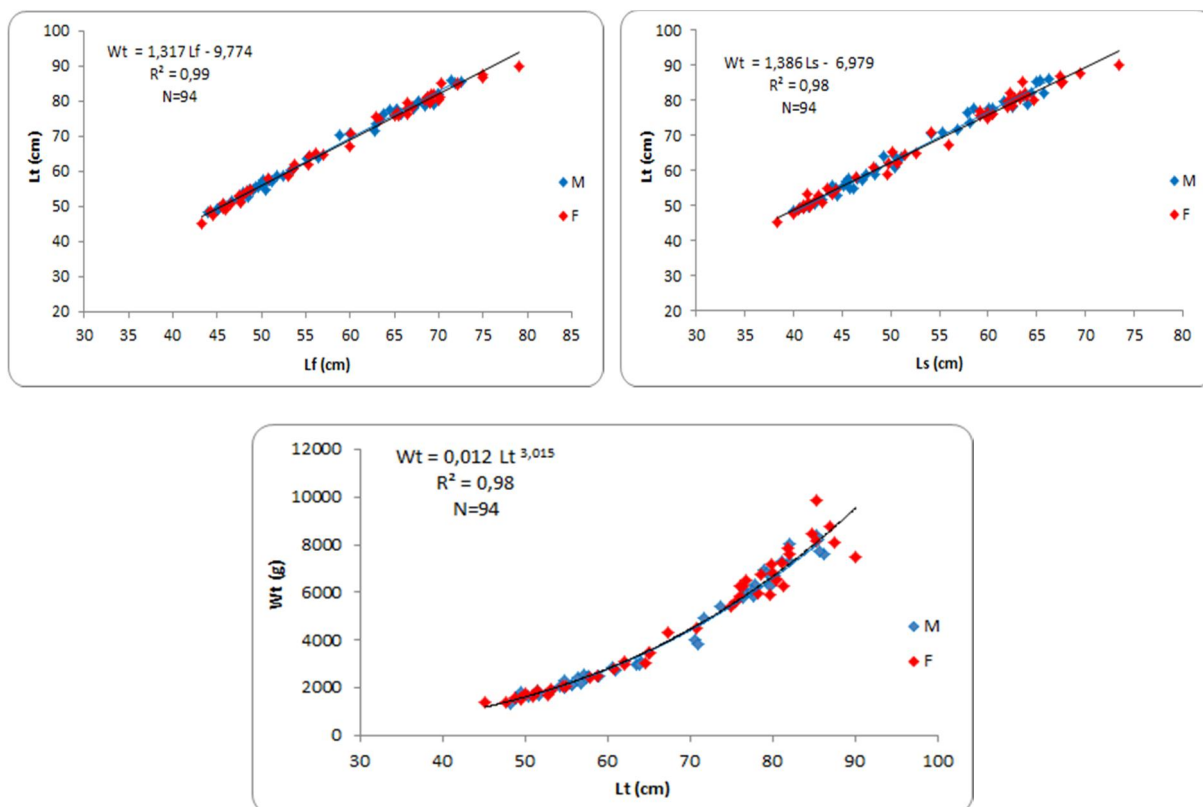 Wt = 1,317 Lf - 9,774
R² = 0,99
N=94
Lt (cm)
100
90
80
70
60
50
40
30
20
30 35 40 45 50 55 60 65 70 75 80 85
Lf (cm)
M
F
Wt = 1,386 Ls - 6,979
R² = 0,98
N=94
Lt (cm)
100
90
80
70
60
50
40
30
20
30 35 40 45 50 55 60 65 70 75 80
Ls (cm)
M
F
Wt = 0,012 Lt ³,⁰¹⁵
R² = 0,98
N=94
Wt (g)
12000
10000
8000
6000
4000
2000
0
30 40 50 60 70 80 90 100
Lt (cm)
M
F